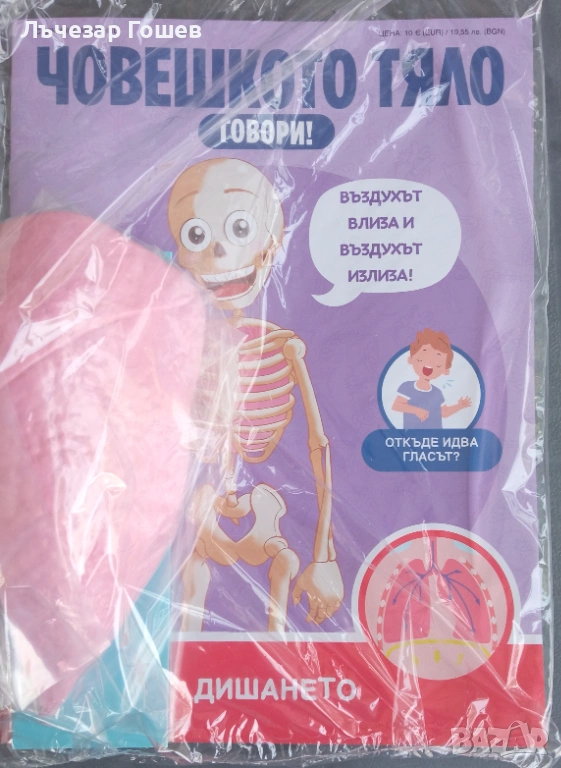 Лъчезар Гошев
ЦЕНА: 10 € (EUR) / 19,56 лв. (BGN)
ЧОВЕШКОТО ТЯЛО
ГОВОРИ!
ВЪЗДУХЪТ
ВЛИЗА И
ВЪЗДУХЪТ
ИЗЛИЗА!
ОТКЪДЕ ИДВА
ГЛАСЪТ?
ДИШАНЕТО
BAZAR